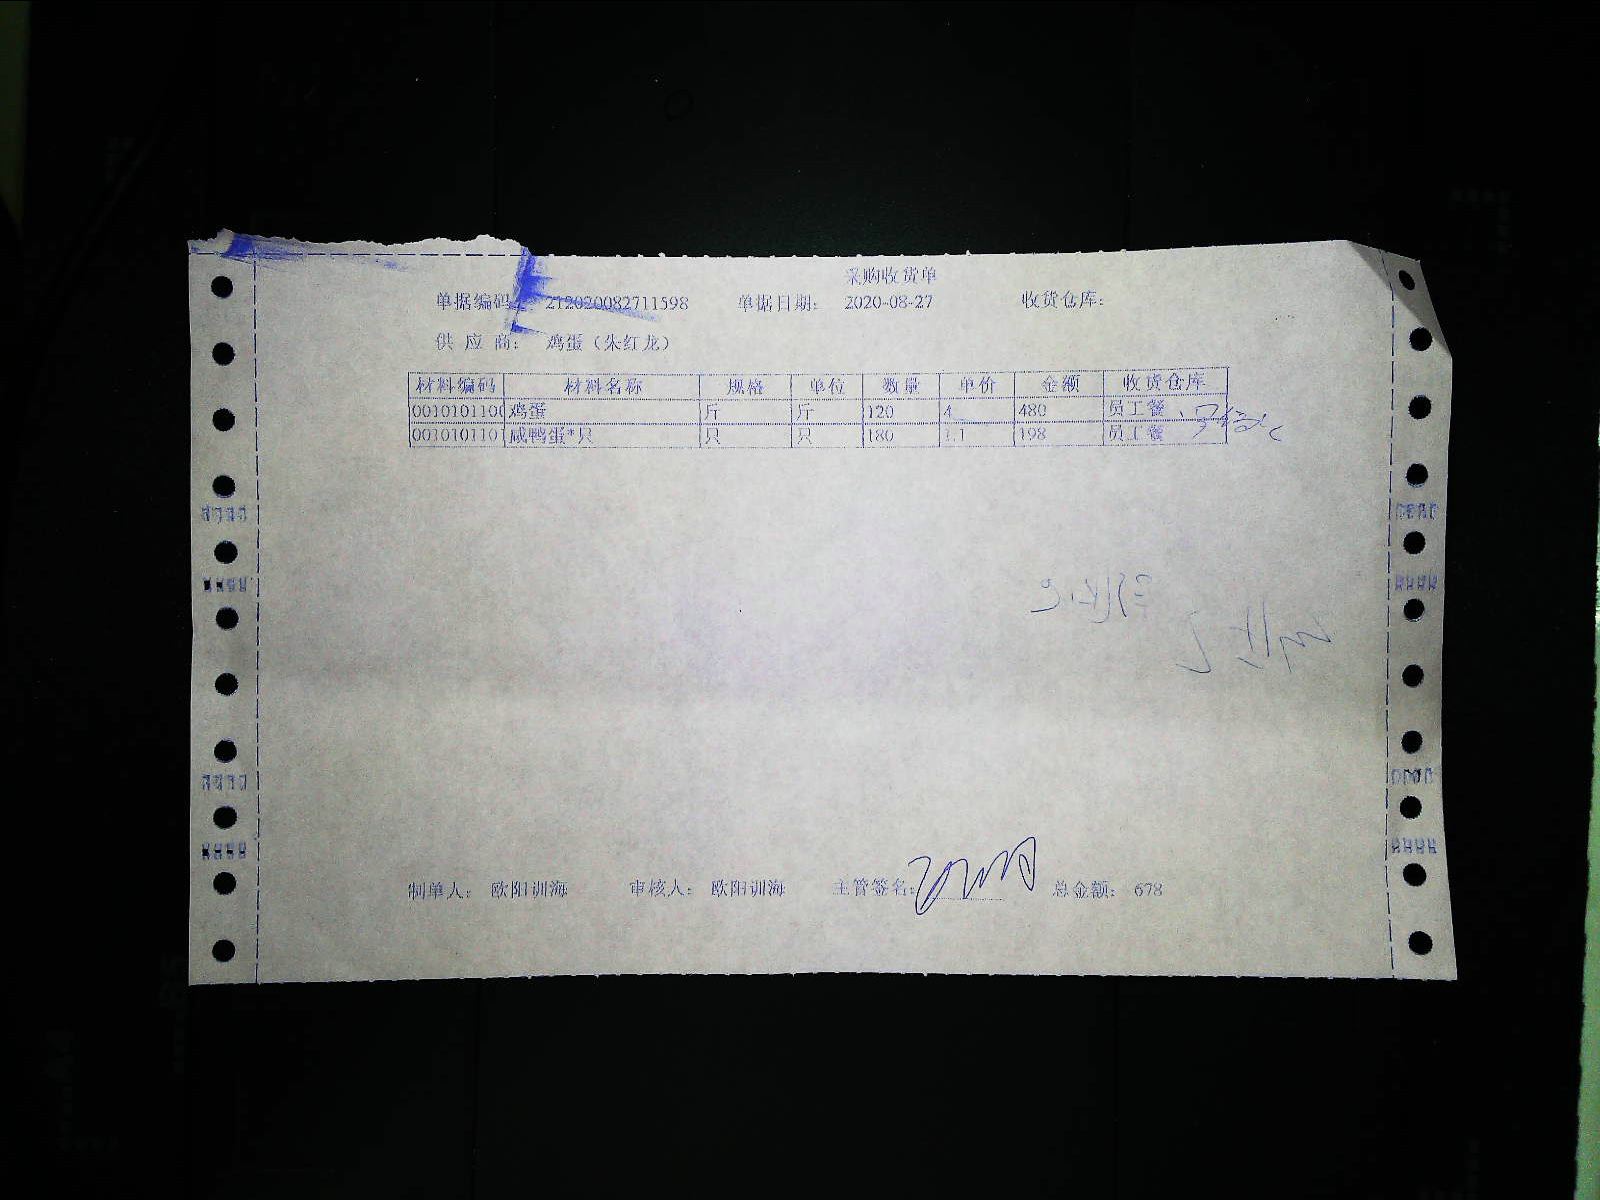 采购收货单
单据编码: 212020082711598 单据日期: 2020-08-27 收货仓库:
供应商: 鸡蛋（朱红龙）
材料编码 材料名称 规格 单位 数量 单价 金额 收货仓库
0010101100 鸡蛋 斤 斤 120 4 480 员工餐
0010101101 咸鸭蛋*只 只 只 180 1.1 198 员工餐
制单人: 欧阳训海 审核人: 欧阳训海 主管签名: 总金额: 678